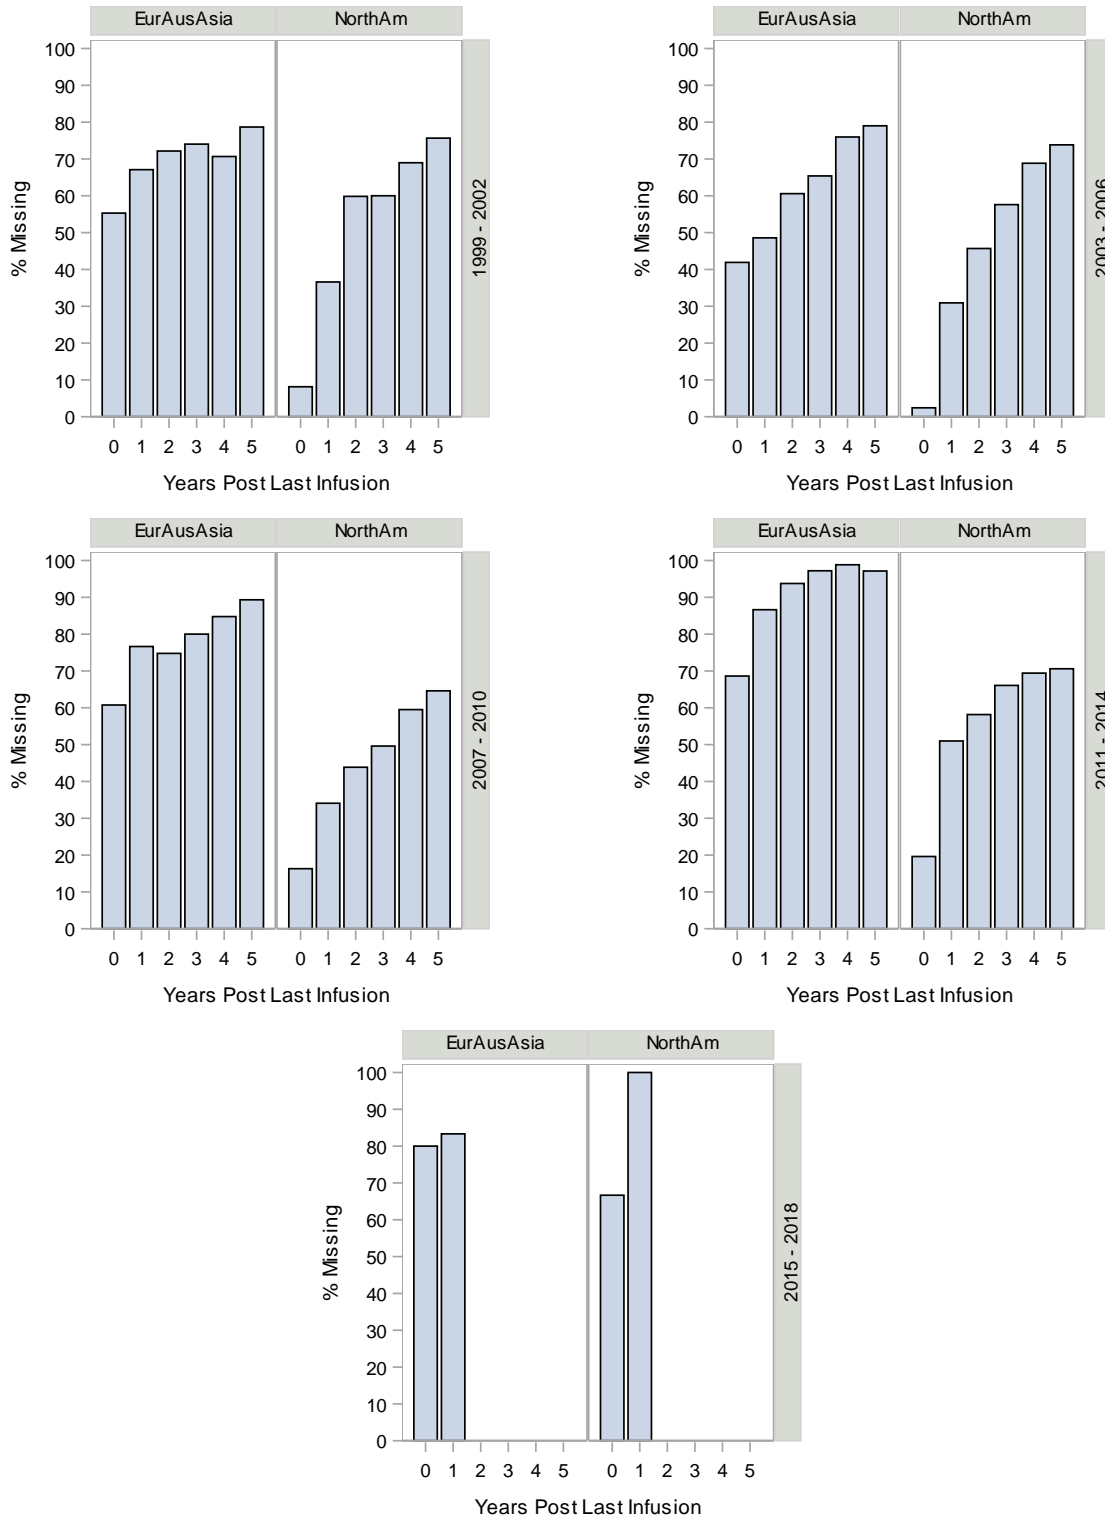 EurAusAsia NorthAm
100
90
80
70
60
50
40
30
20
10
0
% Missing
1999 - 2002
0 1 2 3 4 5 0 1 2 3 4 5
Years Post Last Infusion
EurAusAsia NorthAm
100
90
80
70
60
50
40
30
20
10
0
% Missing
2003 - 2006
0 1 2 3 4 5 0 1 2 3 4 5
Years Post Last Infusion
EurAusAsia NorthAm
100
90
80
70
60
50
40
30
20
10
0
% Missing
2007 - 2010
0 1 2 3 4 5 0 1 2 3 4 5
Years Post Last Infusion
EurAusAsia NorthAm
100
90
80
70
60
50
40
30
20
10
0
% Missing
2011 - 2014
0 1 2 3 4 5 0 1 2 3 4 5
Years Post Last Infusion
EurAusAsia NorthAm
100
90
80
70
60
50
40
30
20
10
0
% Missing
2015 - 2018
0 1 2 3 4 5 0 1 2 3 4 5
Years Post Last Infusion